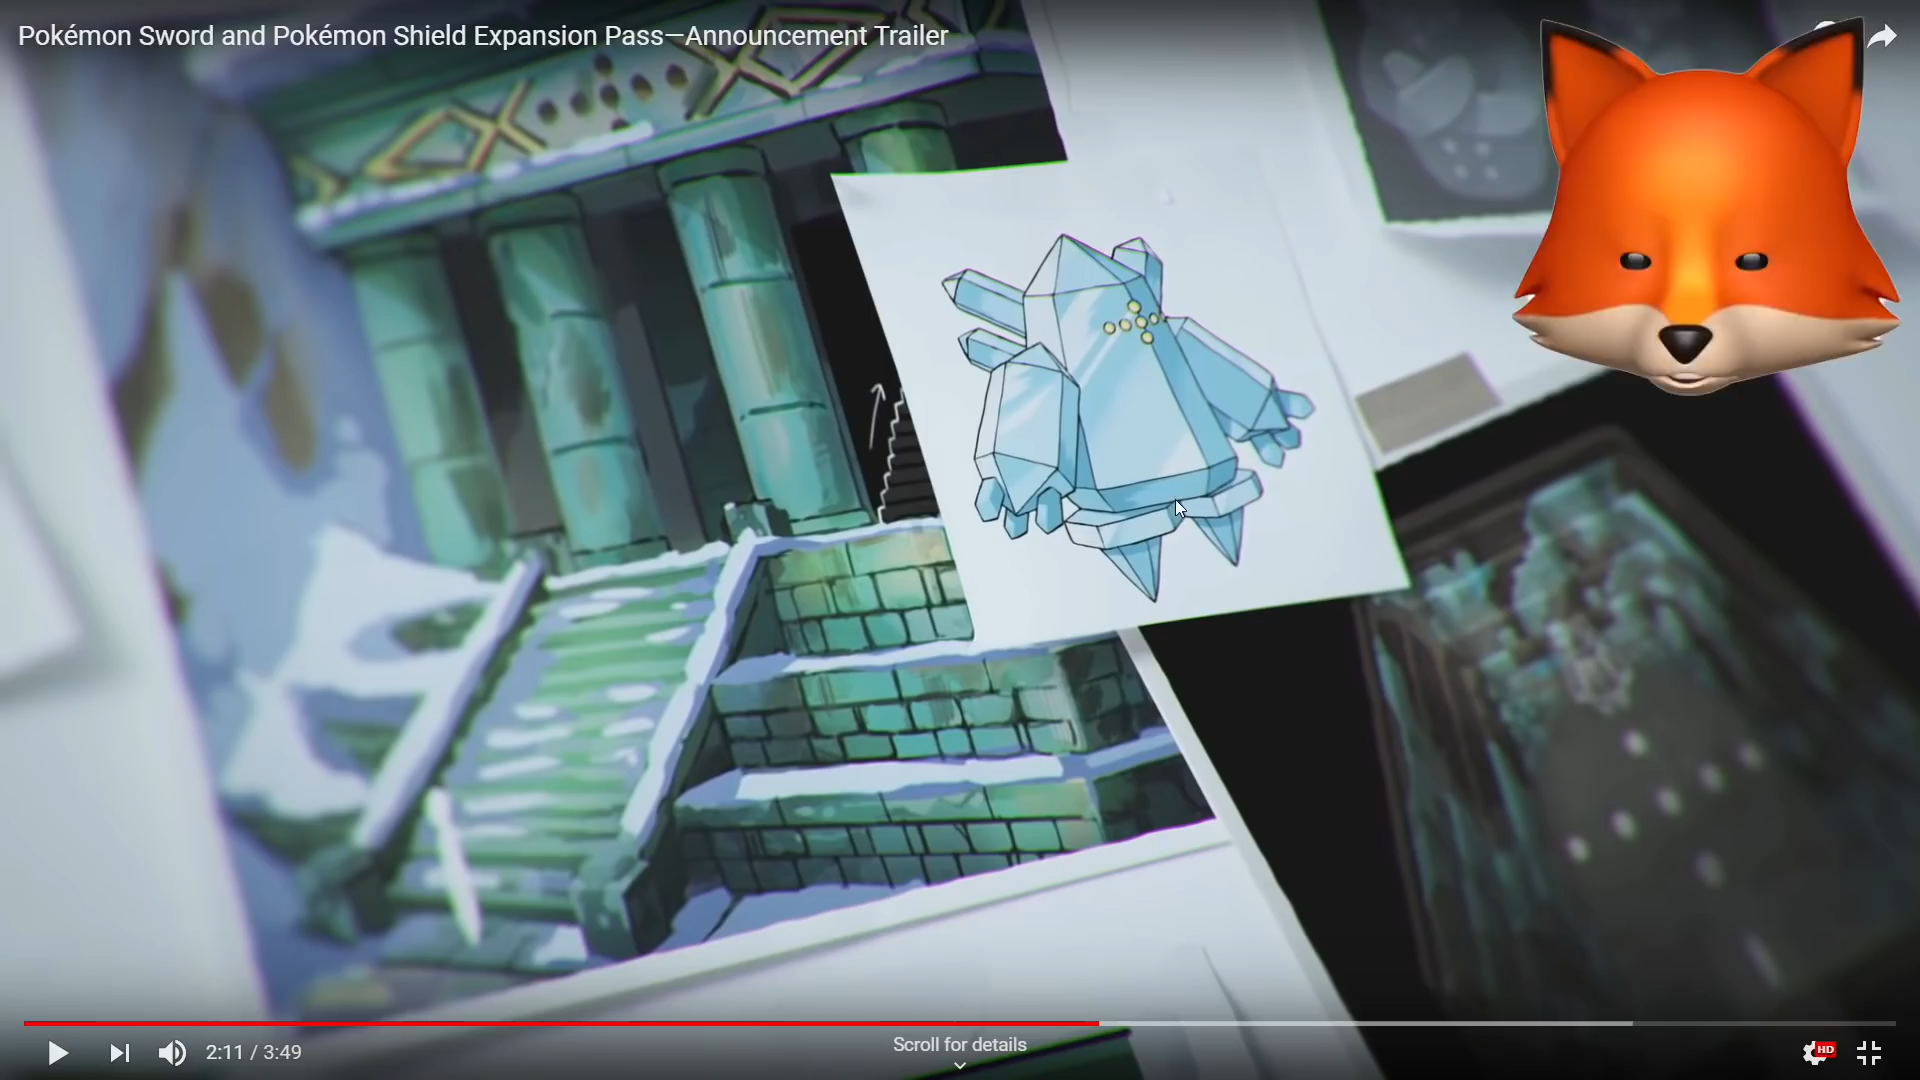 Pokémon Sword and Pokémon Shield Expansion Pass—Announcement Trailer
Scroll for details
2:11 / 3:49
HD